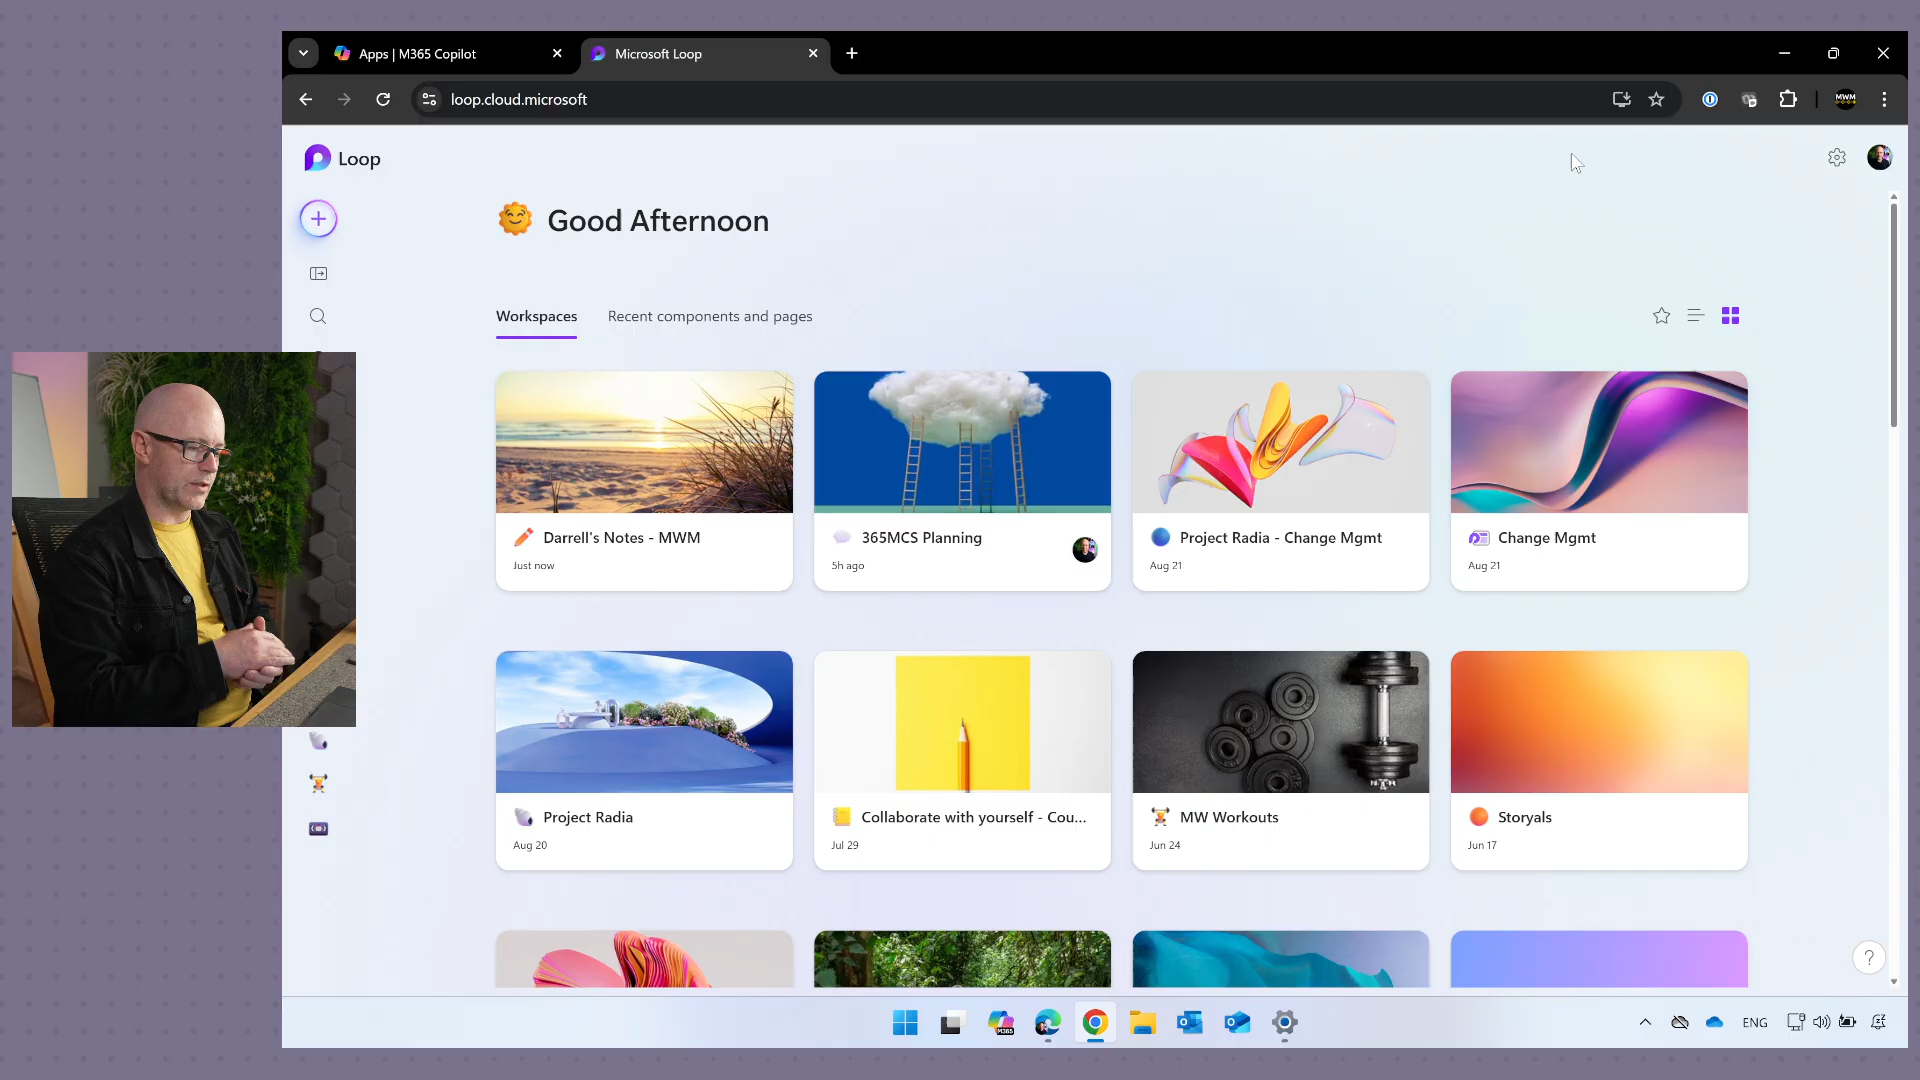 Apps | M365 Copilot
Microsoft Loop
loop.cloud.microsoft
MWM
Loop
Good Afternoon
Workspaces
Recent components and pages
Darrell's Notes - MWM
Just now
365MCS Planning
5h ago
Project Radia - Change Mgmt
Aug 21
Change Mgmt
Aug 21
Project Radia
Aug 20
Collaborate with yourself - Cou...
Jul 29
MW Workouts
Jun 24
Storyals
Jun 17
?
M365
ENG